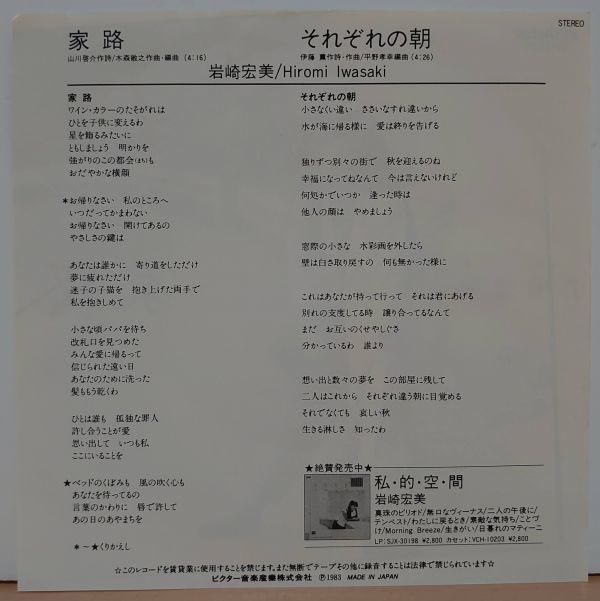 STEREO
家路
山川啓介作詩/木森敏之作曲・編曲 (4:16)
それぞれの朝
伊藤薫作詩・作曲/平野孝幸編曲 (4:26)
岩崎宏美/Hiromi Iwasaki
家路
ワイン・カラーのたそがれは
ひとを子供に変えるわ
星を飾るみたいに
ともしましょう 明かりを
強がりのこの都会(まち)も
おだやかな横顔
*お帰りなさい 私のところへ
いつだってかまわない
お帰りなさい 開けてあるの
やさしさの鍵は
あなたは誰かに 寄り道をしただけ
夢に疲れただけ
迷子の子猫を 抱き上げた両手で
私を抱きしめて
小さな頃パパを待ち
改札口を見つめた
みんな愛に帰るって
信じられた遠い日
あなたのために洗った
髪ももう乾くわ
ひとは誰も 孤独な罪人
許し合うことが愛
思い出して いつも私
ここにいることを
★ベッドのくぼみも 風の吹く心も
あなたを待ってるの
言葉のかわりに 唇で許して
あの日のあやまちを
*~★くりかえし
それぞれの朝
小さなくい違い ささいなすれ違いから
水が海に帰る様に 愛は終りを告げる
独りずつ別々の街で 秋を迎えるのね
幸福になってねなんて 今は言えないけれど
何処かでいつか 逢った時は
他人の顔は やめましょう
窓際の小さな 水彩画を外したら
壁は白さ取り戻すの 何も無かった様に
これはあなたが持って行って それは君にあげる
別れの支度してる時 譲り合ってるなんて
まだ お互いのくせやしぐさ
分かっているわ 誰より
想い出と数々の夢を この部屋に残して
二人はこれから それぞれ違う朝に目覚める
それでなくても 哀しい秋
生きる淋しさ 知ったわ
★絶賛発売中★
私・的・空・間
岩崎宏美
真珠のピリオド/無口なヴィーナス/二人の午後に/
テンペスト/わたしに戻るとき/素敵な気持ち/ことづ
け/Morning Breeze/生きがい/日暮れのマティーニ
LP:SJX-30198 ¥2,800 カセット:VCH-10203 ¥2,800
☆このレコードを賃貸業に使用することを禁じます。また無断でテープその他に録音することは法律で禁じられています☆
ビクター音楽産業株式会社 Ⓟ1983 MADE IN JAPAN